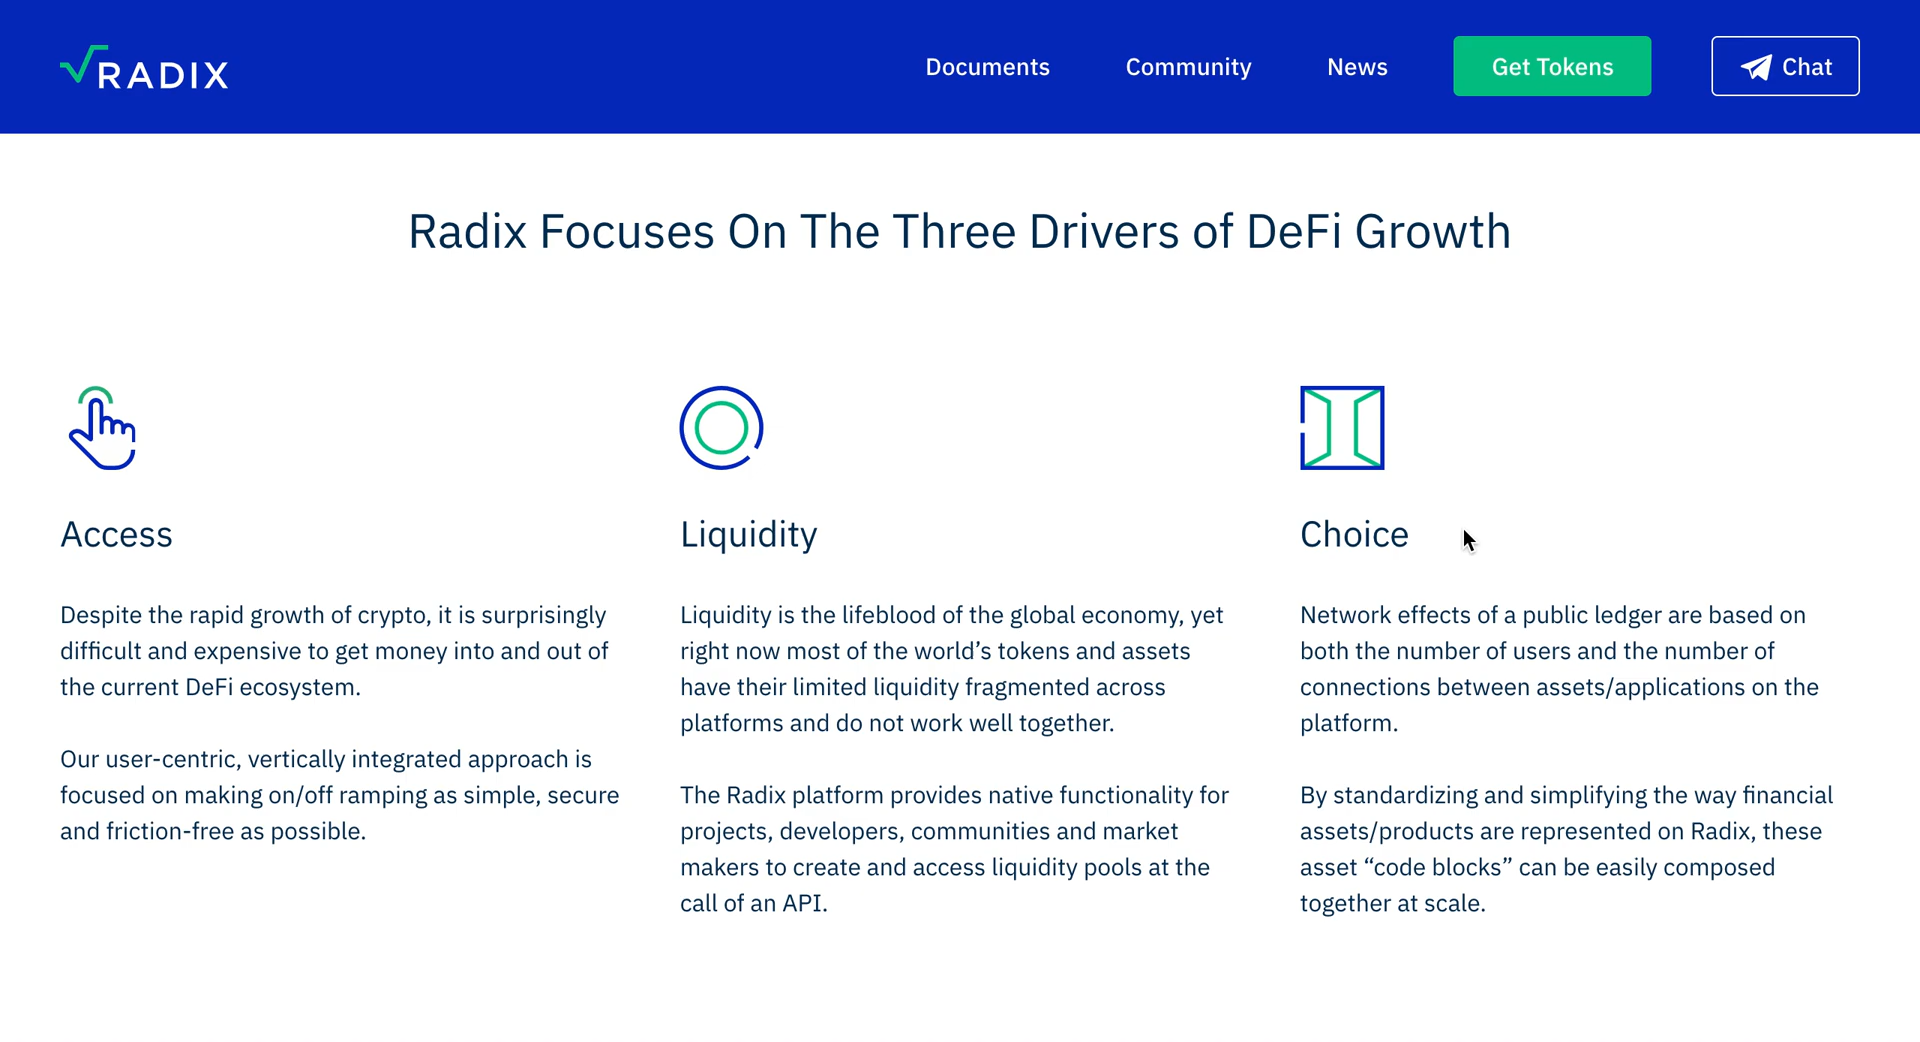 RADIX
Documents
Community
News
Get Tokens
Chat
Radix Focuses On The Three Drivers of DeFi Growth
Access
Despite the rapid growth of crypto, it is surprisingly
difficult and expensive to get money into and out of
the current DeFi ecosystem.
Our user-centric, vertically integrated approach is
focused on making on/off ramping as simple, secure
and friction-free as possible.
Liquidity
Liquidity is the lifeblood of the global economy, yet
right now most of the world’s tokens and assets
have their limited liquidity fragmented across
platforms and do not work well together.
The Radix platform provides native functionality for
projects, developers, communities and market
makers to create and access liquidity pools at the
call of an API.
Choice
Network effects of a public ledger are based on
both the number of users and the number of
connections between assets/applications on the
platform.
By standardizing and simplifying the way financial
assets/products are represented on Radix, these
asset “code blocks” can be easily composed
together at scale.